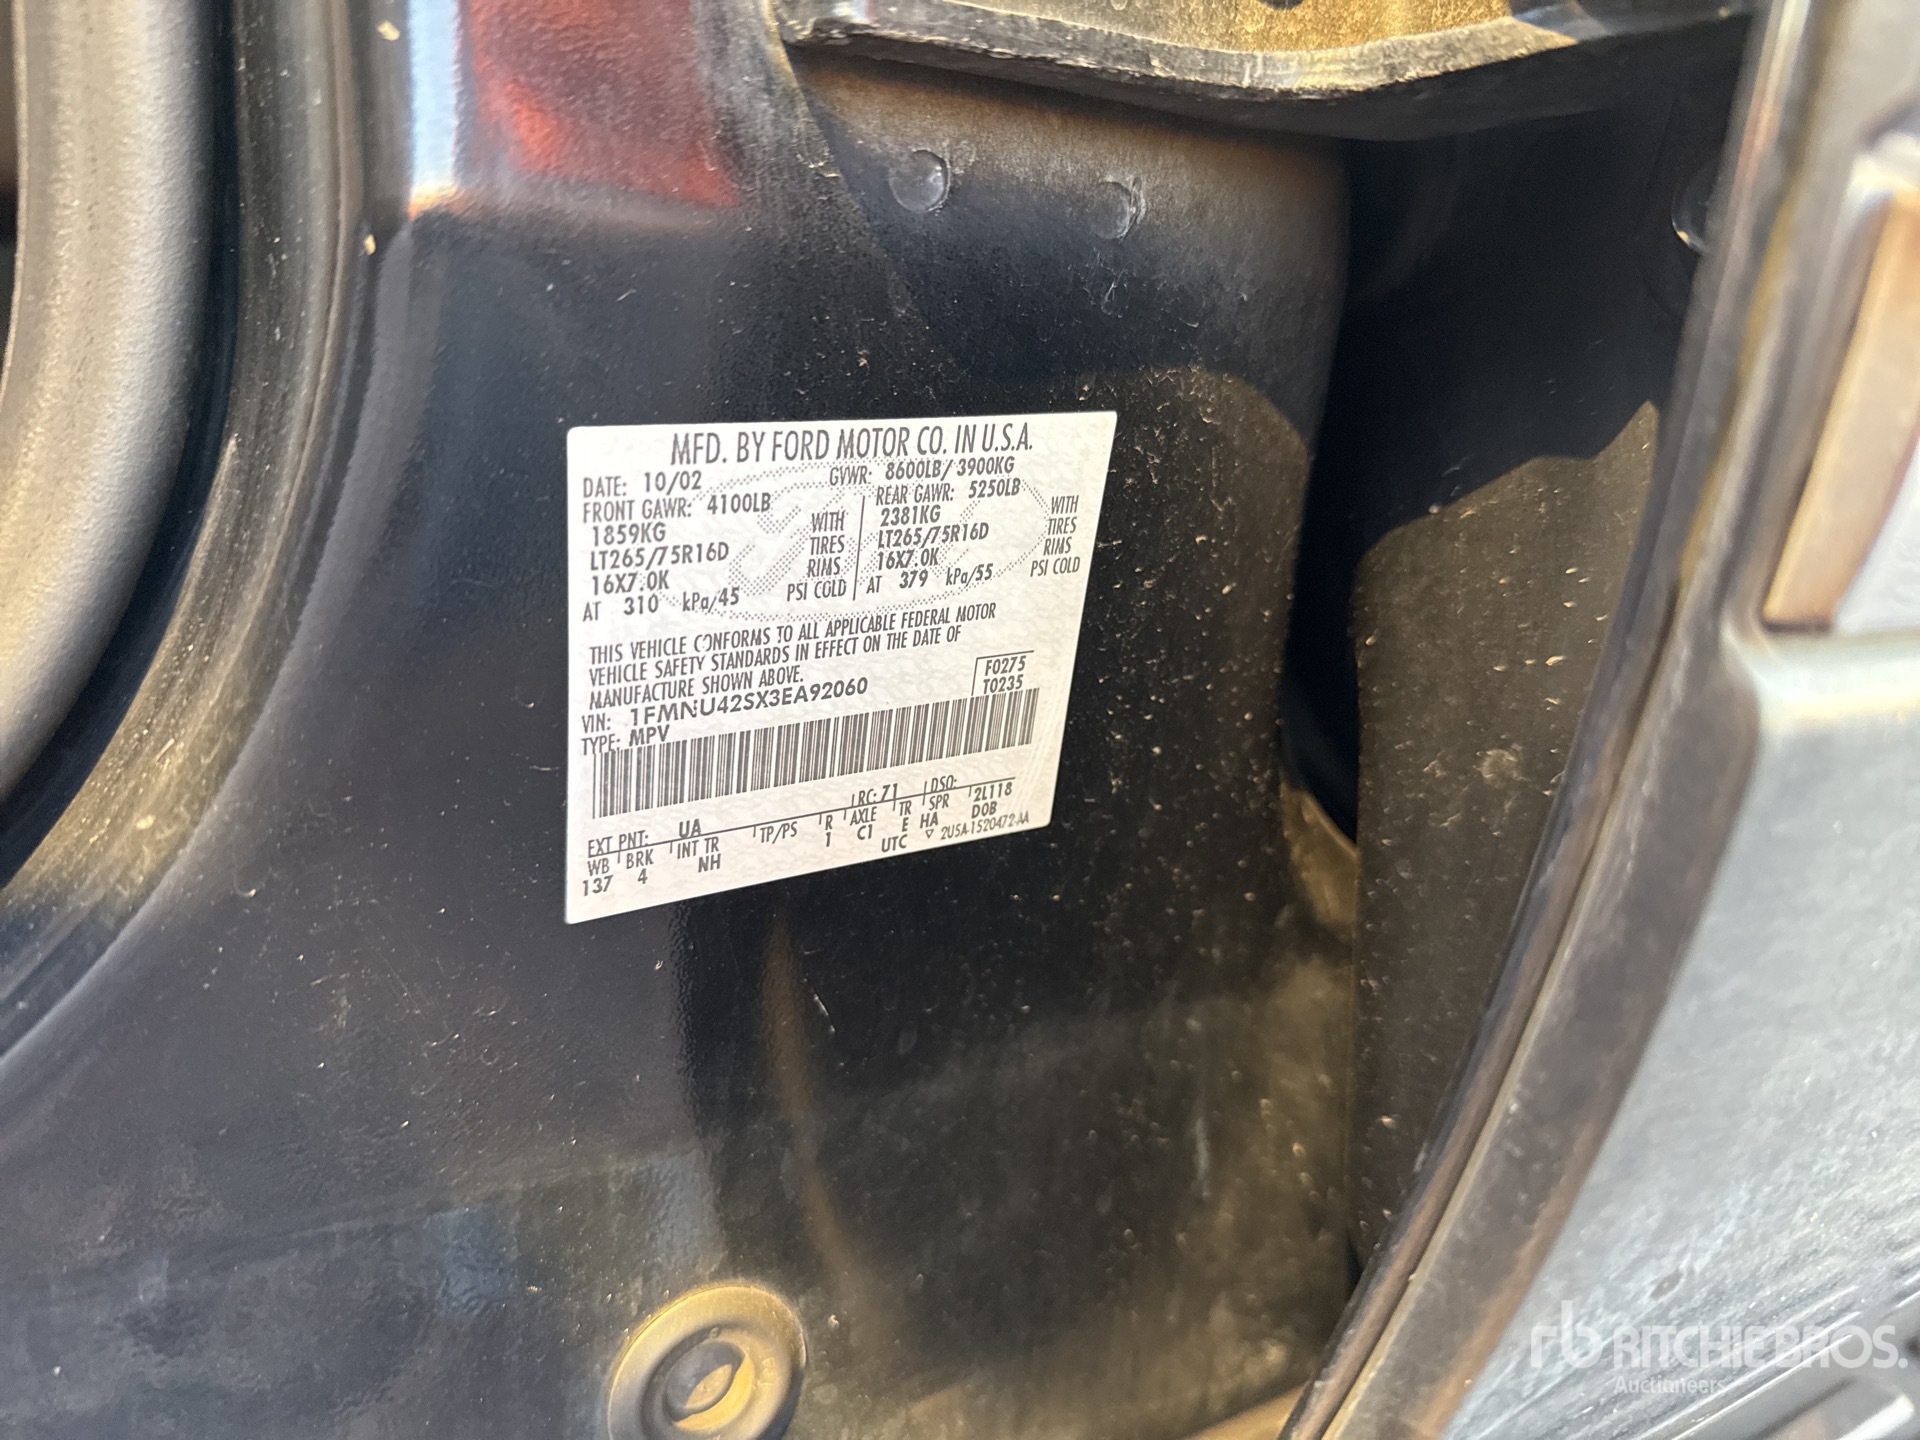 MFD. BY FORD MOTOR CO. IN U.S.A.
DATE: 10/02 GVWR: 8600LB/ 3900KG
FRONT GAWR: 4100LB REAR GAWR: 5250LB
1859KG WITH 2381KG WITH
LT265/75R16D TIRES LT265/75R16D TIRES
16X7.0K RIMS 16X7.0K RIMS
AT 310 kPa/45 PSI COLD AT 379 kPa/55 PSI COLD
THIS VEHICLE CONFORMS TO ALL APPLICABLE FEDERAL MOTOR
VEHICLE SAFETY STANDARDS IN EFFECT ON THE DATE OF
MANUFACTURE SHOWN ABOVE.
VIN: 1FMNU42SX3EA92060 F0275
TYPE: MPV T0235
EXT PNT: UA RC: 71 DSO:
WB BRK INT TR TP/PS R AXLE TR SPR 2L118
137 4 NH 1 C1 E HA DOB
UTC ▽ 2U5A-1520472-AA
rb RITCHIE BROS.
Auctioneers